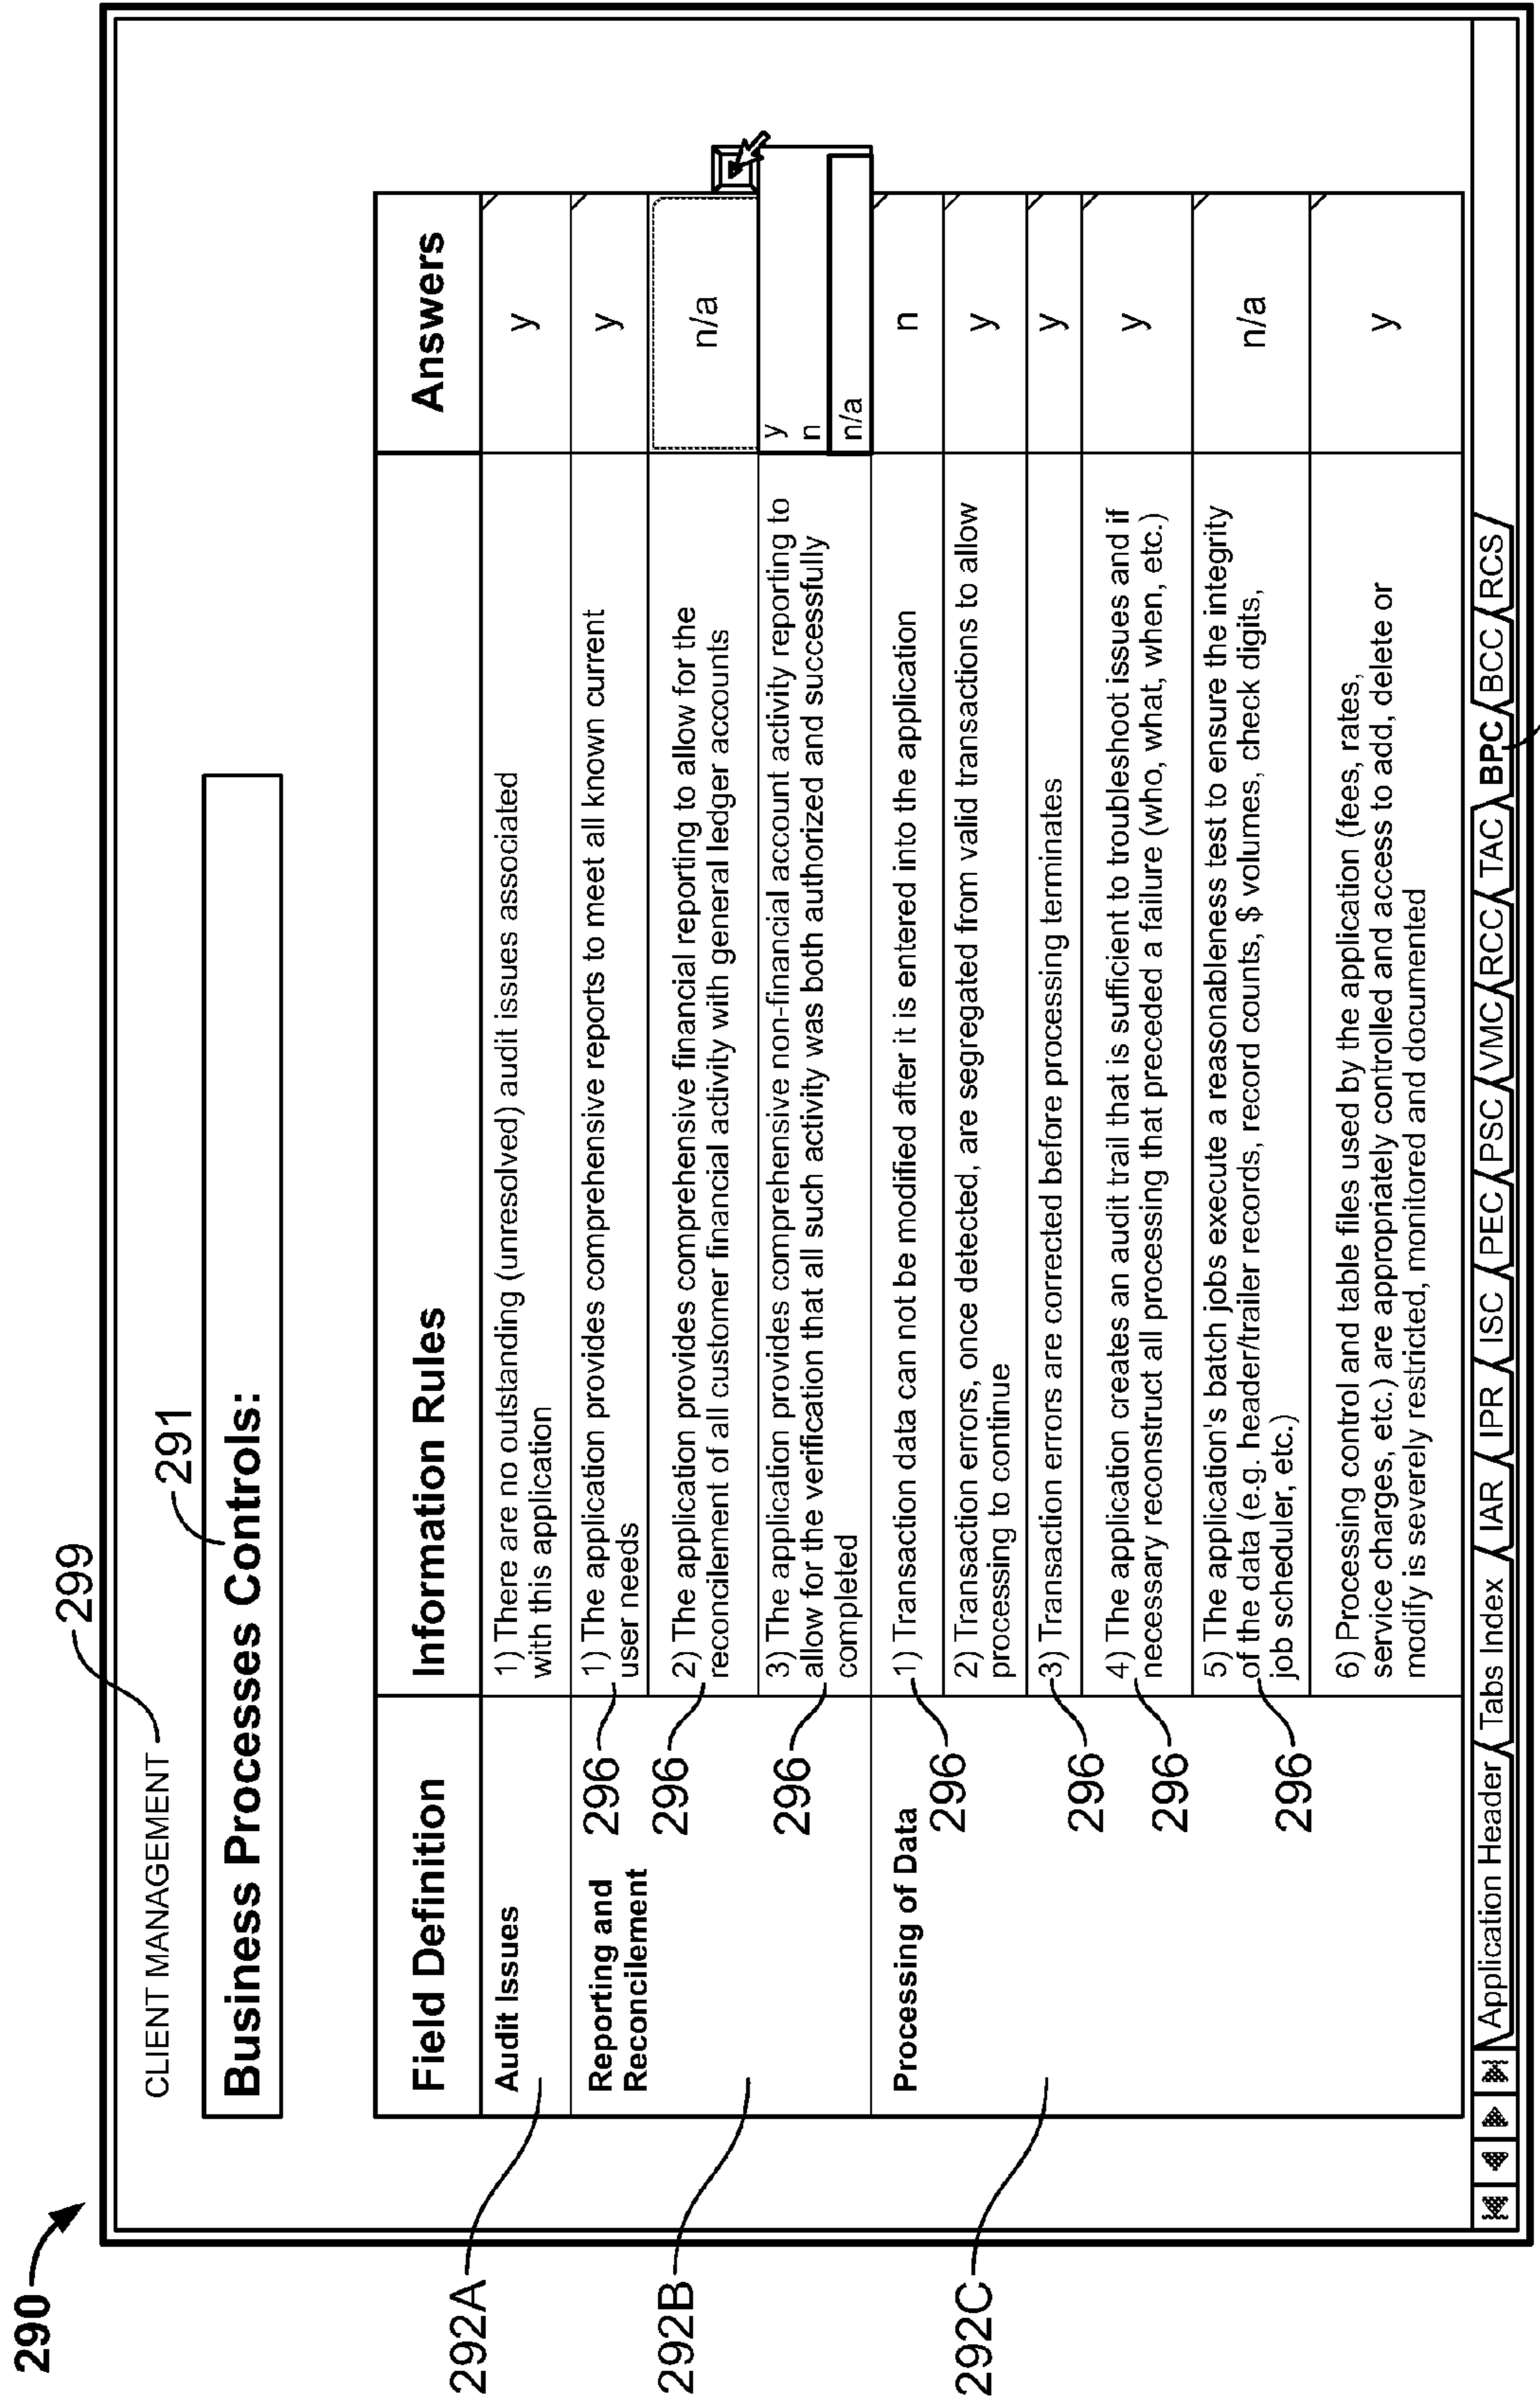 290
CLIENT MANAGEMENT
299
Business Processes Controls:
291
Field Definition
Information Rules
Answers
292A
Audit Issues
1) There are no outstanding (unresolved) audit issues associated
with this application
y
292B
Reporting and
Reconcilement
296
1) The application provides comprehensive reports to meet all known current
user needs
y
296
2) The application provides comprehensive financial reporting to allow for the
reconcilement of all customer financial activity with general ledger accounts
n/a
296
3) The application provides comprehensive non-financial account activity reporting to
allow for the verification that all such activity was both authorized and successfully
completed
y
n
n/a
292C
Processing of Data
296
1) Transaction data can not be modified after it is entered into the application
n
2) Transaction errors, once detected, are segregated from valid transactions to allow
processing to continue
y
296
3) Transaction errors are corrected before processing terminates
y
296
4) The application creates an audit trail that is sufficient to troubleshoot issues and if
necessary reconstruct all processing that preceded a failure (who, what, when, etc.)
y
296
5) The application's batch jobs execute a reasonableness test to ensure the integrity
of the data (e.g. header/trailer records, record counts, $ volumes, check digits,
job scheduler, etc.)
n/a
6) Processing control and table files used by the application (fees, rates,
service charges, etc.) are appropriately controlled and access to add, delete or
modify is severely restricted, monitored and documented
y
Application Header Tabs Index IAR IPR ISC PEC PSC VMC RCC TAC BPC BCC RCS